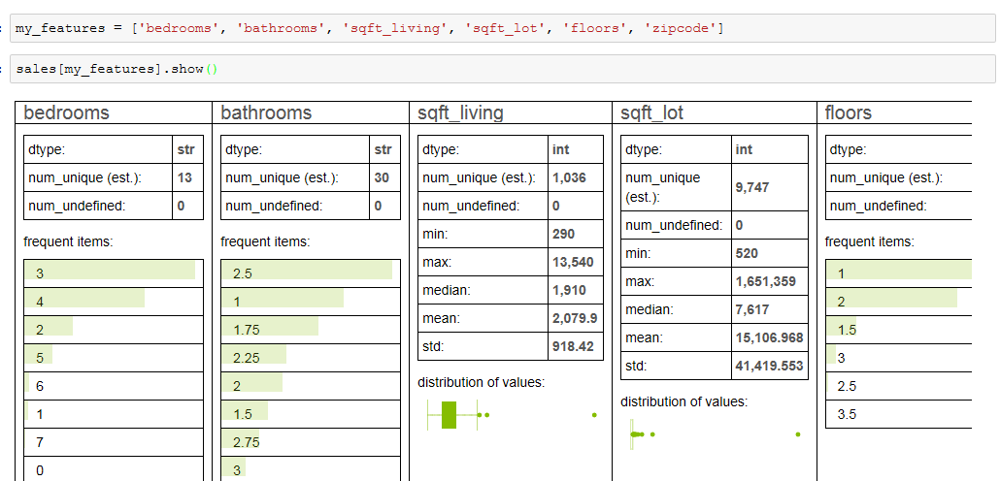 my_features = ['bedrooms', 'bathrooms', 'sqft_living', 'sqft_lot', 'floors', 'zipcode']
sales[my_features].show()
bedrooms
dtype: str
num_unique (est.): 13
num_undefined: 0
frequent items:
3
4
2
5
6
1
7
0
bathrooms
dtype: str
num_unique (est.): 30
num_undefined: 0
frequent items:
2.5
1
1.75
2.25
2
1.5
2.75
3
sqft_living
dtype: int
num_unique (est.): 1,036
num_undefined: 0
min: 290
max: 13,540
median: 1,910
mean: 2,079.9
std: 918.42
distribution of values:
sqft_lot
dtype: int
num_unique
(est.): 9,747
num_undefined: 0
min: 520
max: 1,651,359
median: 7,617
mean: 15,106.968
std: 41,419.553
distribution of values:
floors
dtype:
num_unique (est.):
num_undefined:
frequent items:
1
2
1.5
3
2.5
3.5